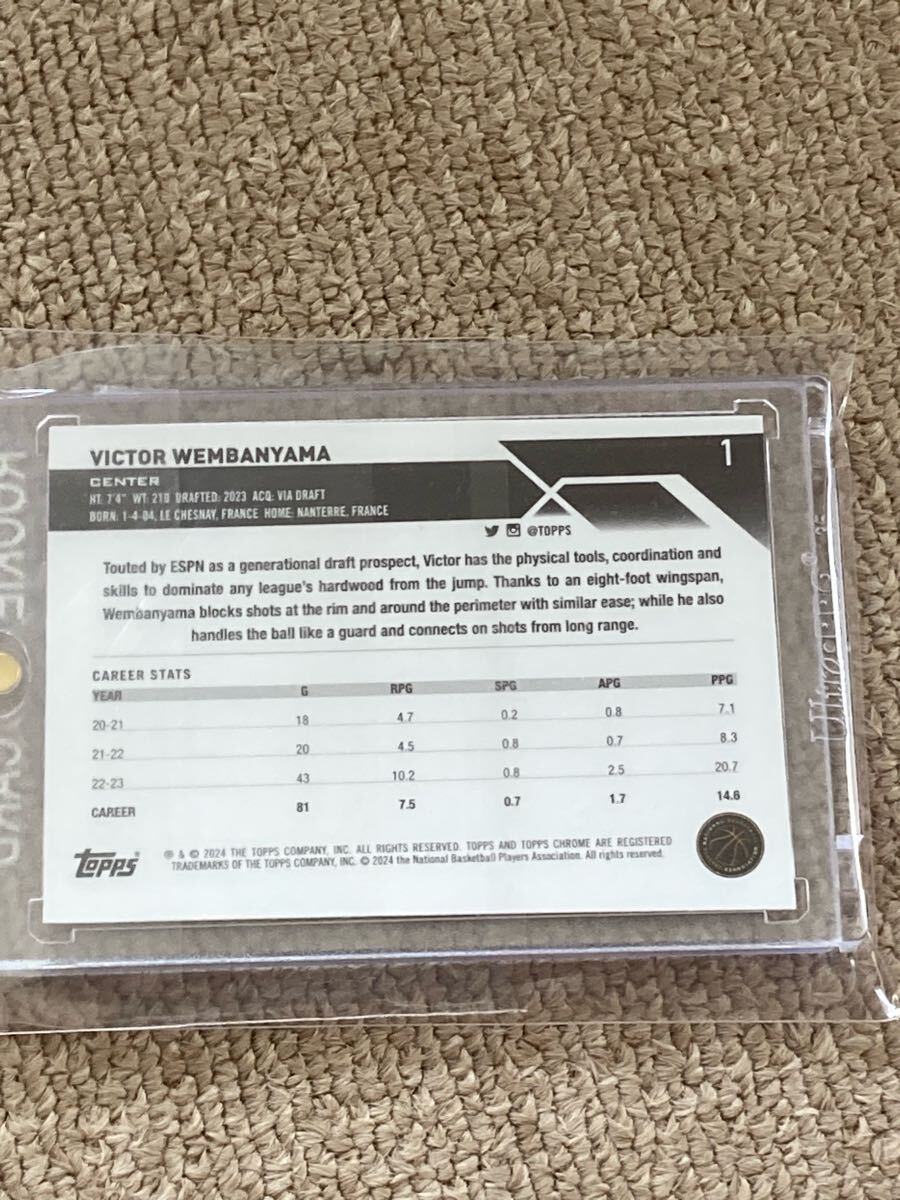 VICTOR WEMBANYAMA
1
CENTER
HT: 7'4" WT: 210 DRAFTED: 2023 ACQ: VIA DRAFT
BORN: 1-4-04, LE CHESNAY, FRANCE HOME: NANTERRE, FRANCE
@TOPPS
Touted by ESPN as a generational draft prospect, Victor has the physical tools, coordination and
skills to dominate any league's hardwood from the jump. Thanks to an eight-foot wingspan,
Wembanyama blocks shots at the rim and around the perimeter with similar ease; while he also
handles the ball like a guard and connects on shots from long range.
CAREER STATS
YEAR G RPG SPG APG PPG
20-21 18 4.7 0.2 0.8 7.1
21-22 20 4.5 0.8 0.7 8.3
22-23 43 10.2 0.8 2.5 20.7
CAREER 81 7.5 0.7 1.7 14.6
topps®
® & © 2024 THE TOPPS COMPANY, INC. ALL RIGHTS RESERVED. TOPPS AND TOPPS CHROME ARE REGISTERED
TRADEMARKS OF THE TOPPS COMPANY, INC. © 2024 the National Basketball Players Association. All rights reserved.
ROOKIE CARD